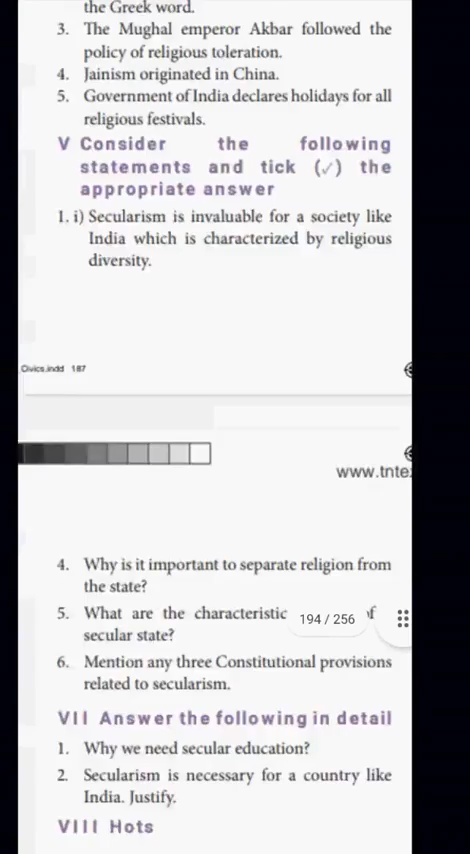 the Greek word.
3. The Mughal emperor Akbar followed the
policy of religious toleration.
4. Jainism originated in China.
5. Government of India declares holidays for all
religious festivals.
V Consider the following
statements and tick (✓) the
appropriate answer
1. i) Secularism is invaluable for a society like
India which is characterized by religious
diversity.
Civics.indd 187
www.tnte
4. Why is it important to separate religion from
the state?
5. What are the characteristic
194 / 256
secular state?
6. Mention any three Constitutional provisions
related to secularism.
VII Answer the following in detail
1. Why we need secular education?
2. Secularism is necessary for a country like
India. Justify.
VIII Hots